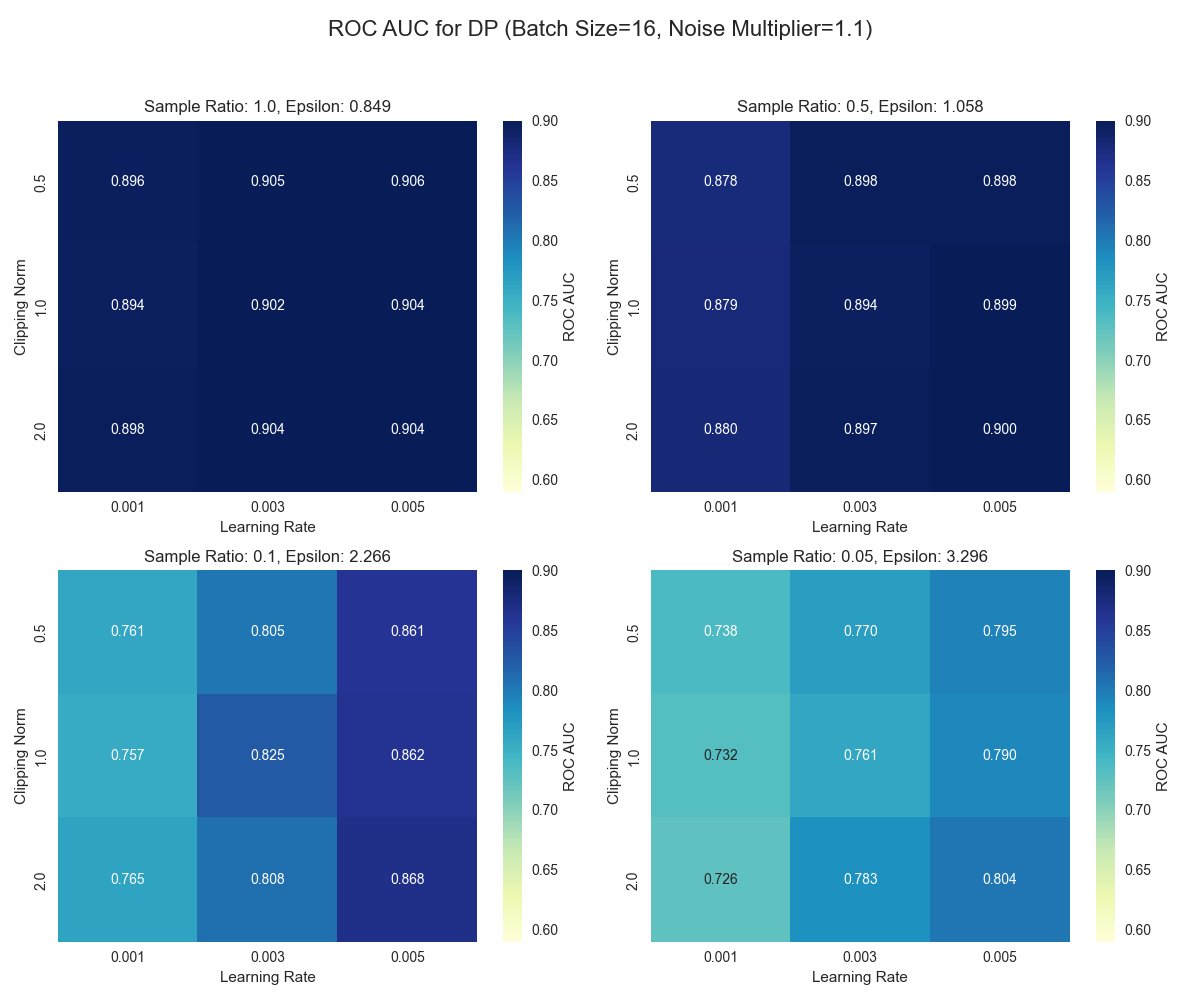 ROC AUC for DP (Batch Size=16, Noise Multiplier=1.1)
Sample Ratio: 1.0, Epsilon: 0.849
Clipping Norm
0.5
0.896 0.905 0.906
1.0
0.894 0.902 0.904
2.0
0.898 0.904 0.904
0.001 0.003 0.005
Learning Rate
0.90
0.85
0.80
0.75
0.70
0.65
0.60
ROC AUC
Sample Ratio: 0.5, Epsilon: 1.058
Clipping Norm
0.5
0.878 0.898 0.898
1.0
0.879 0.894 0.899
2.0
0.880 0.897 0.900
0.001 0.003 0.005
Learning Rate
0.90
0.85
0.80
0.75
0.70
0.65
0.60
ROC AUC
Sample Ratio: 0.1, Epsilon: 2.266
Clipping Norm
0.5
0.761 0.805 0.861
1.0
0.757 0.825 0.862
2.0
0.765 0.808 0.868
0.001 0.003 0.005
Learning Rate
0.90
0.85
0.80
0.75
0.70
0.65
0.60
ROC AUC
Sample Ratio: 0.05, Epsilon: 3.296
Clipping Norm
0.5
0.738 0.770 0.795
1.0
0.732 0.761 0.790
2.0
0.726 0.783 0.804
0.001 0.003 0.005
Learning Rate
0.90
0.85
0.80
0.75
0.70
0.65
0.60
ROC AUC